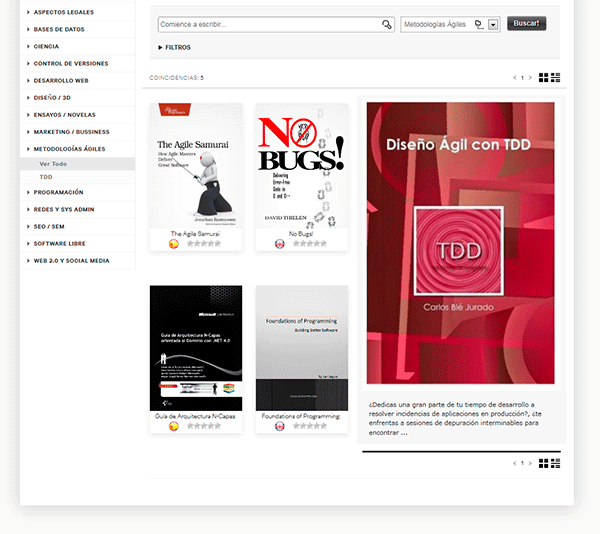 ASPECTOS LEGALES
BASES DE DATOS
CIENCIA
CONTROL DE VERSIONES
DESARROLLO WEB
DISEÑO / 3D
ENSAYOS / NOVELAS
MARKETING / BUSSINESS
METODOLOGÍAS ÁGILES
Ver Todo
TDD
PROGRAMACIÓN
REDES Y SYS ADMIN
SEO / SEM
SOFTWARE LIBRE
WEB 2.0 Y SOCIAL MEDIA
Comience a escribir...
Metodologías Ágiles
Buscar!
FILTROS
COINCIDENCIAS: 5
< 1 >
The Agile Samurai
How Agile Masters
Deliver
Great Software
Jonathan Rasmusson
The Agile Samurai
NO
BUGS!
Delivering
Error-Free
Code in
C and C++
DAVID THIELEN
No Bugs!
Diseño Ágil con TDD
TDD
Carlos Blé Jurado
Microsoft
Guía de Arquitectura N-Capas
orientada al Dominio con .NET 4.0
Guía de Arquitectura N-Capas
Foundations of Programming
Building Better Software
Foundations of Programming:
¿Dedicas una gran parte de tu tiempo de desarrollo a
resolver incidencias de aplicaciones en producción?, ¿te
enfrentas a sesiones de depuración interminables para
encontrar ...
< 1 >